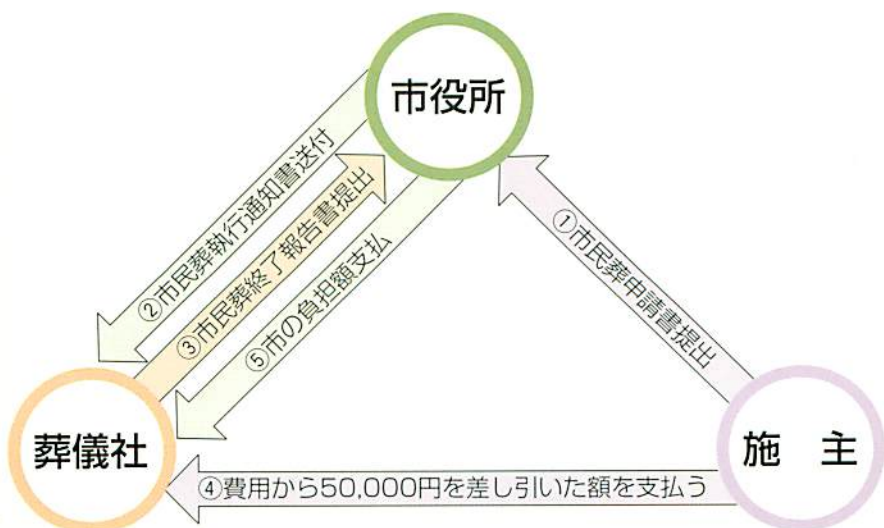 市役所
②市民葬執行通知書送付
③市民葬終了報告書提出
⑤市の負担額支払
①市民葬申請書提出
葬儀社
施　主
④費用から50,000円を差し引いた額を支払う